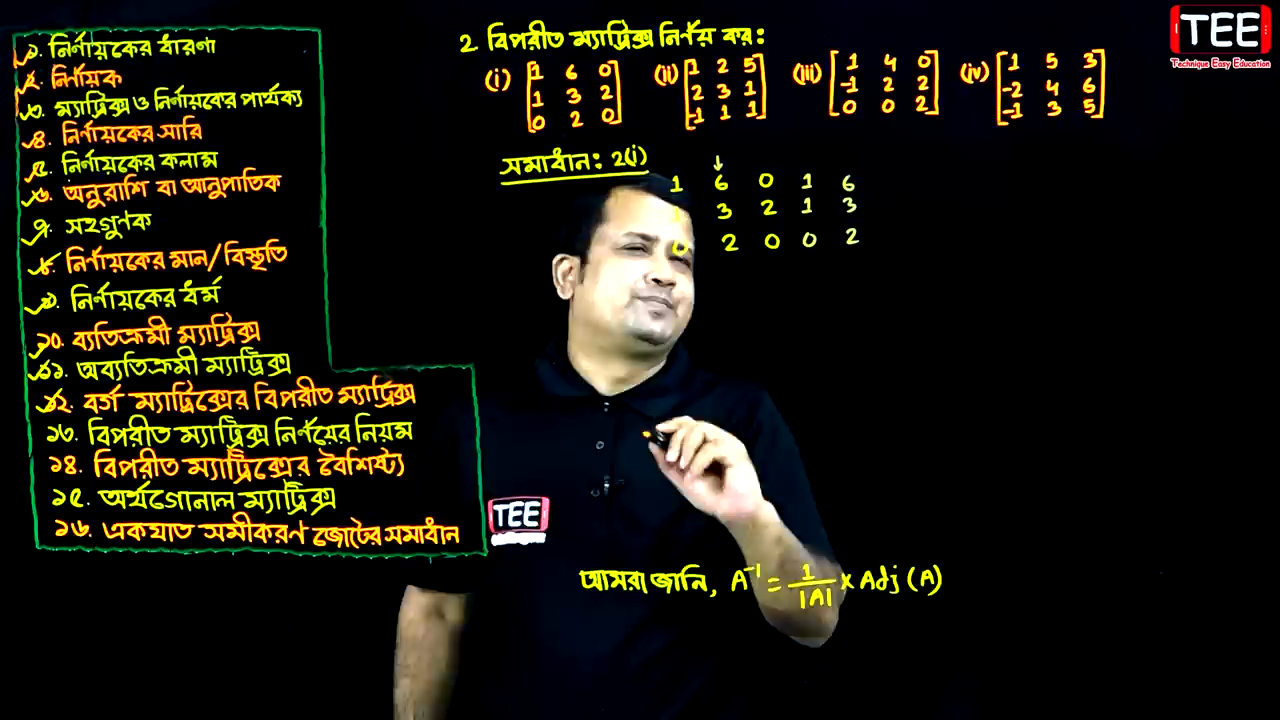 ১. নির্ণায়কের ধারণা
২. নির্ণায়ক
৩. ম্যাট্রিক্স ও নির্ণায়কের পার্থক্য
৪. নির্ণায়কের সারি
৫. নির্ণায়কের কলাম
৬. অনুরাশি বা আনুপাতিক
৭. সহগুণক
৮. নির্ণায়কের মান/বিস্তৃতি
৯. নির্ণায়কের ধর্ম
১০. ব্যতিক্রমী ম্যাট্রিক্স
১১. অব্যতিক্রমী ম্যাট্রিক্স
১২. বর্গ ম্যাট্রিক্সের বিপরীত ম্যাট্রিক্স
১৩. বিপরীত ম্যাট্রিক্স নির্ণয়ের নিয়ম
১৪. বিপরীত ম্যাট্রিক্সের বৈশিষ্ট্য
১৫. অর্থগোনাল ম্যাট্রিক্স
১৬. একঘাত সমীকরণ জোটের সমাধান
2. বিপরীত ম্যাট্রিক্স নির্ণয় কর:
(i) [1 6 0 (ii) [1 2 5 (iii) [1 4 0 (iv) [1 5 3
1 3 2 2 3 1 -1 2 2 -2 4 6
0 2 0] -1 1 1] 0 0 2] -1 3 5]
সমাধান: 2(i)
↓
1 6 0 1 6
1 3 2 1 3
0 2 0 0 2
আমরা জানি, A⁻¹ = 1/|A| × Adj (A)
TEE
Technique Easy Education
TEE